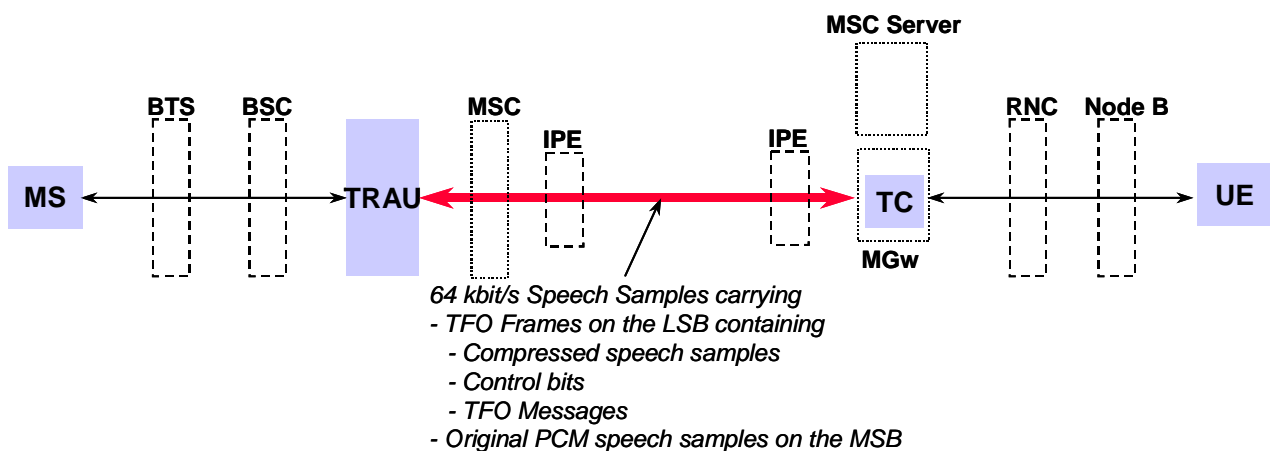 MSC Server
BTS
BSC
MSC
IPE
IPE
RNC
Node B
MS
TRAU
TC
UE
MGw
64 kbit/s Speech Samples carrying
- TFO Frames on the LSB containing
- Compressed speech samples
- Control bits
- TFO Messages
- Original PCM speech samples on the MSB